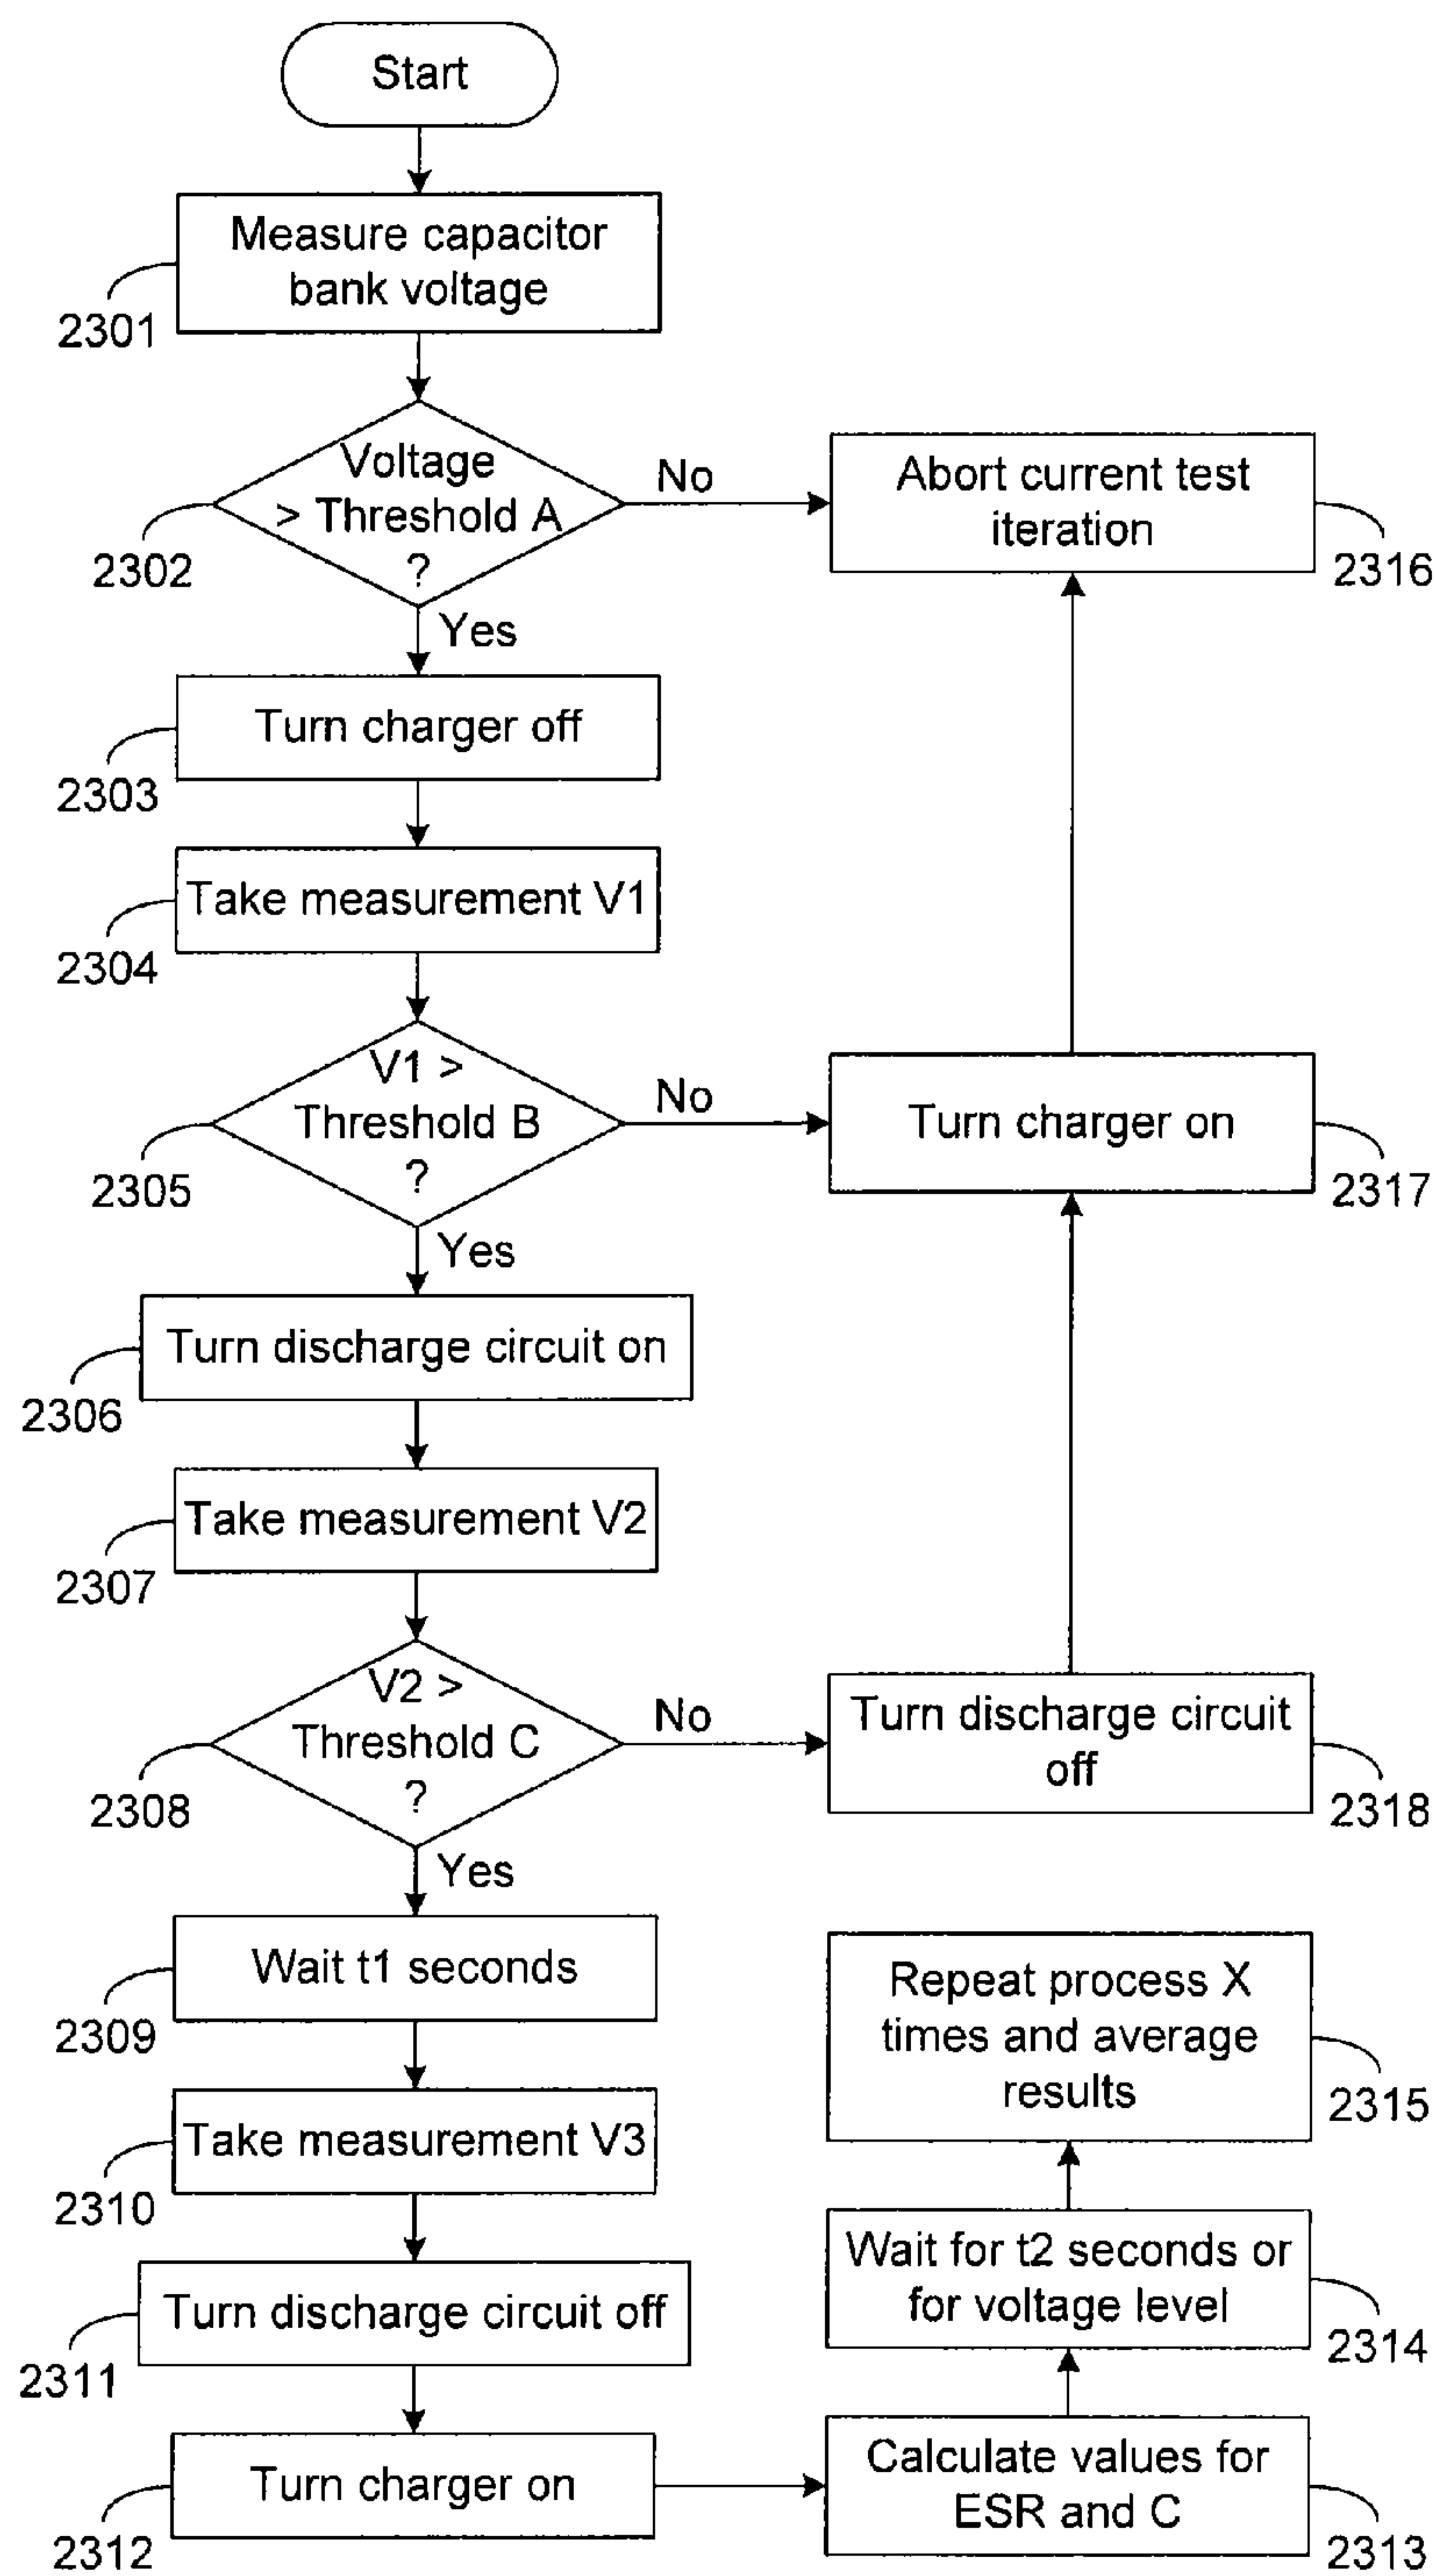 Start
Measure capacitor
bank voltage
2301
Voltage
> Threshold A
?
2302
No
Abort current test
iteration
2316
Yes
Turn charger off
2303
Take measurement V1
2304
V1 >
Threshold B
?
2305
No
Turn charger on
2317
Yes
Turn discharge circuit on
2306
Take measurement V2
2307
V2 >
Threshold C
?
2308
No
Turn discharge circuit
off
2318
Yes
Wait t1 seconds
2309
Take measurement V3
2310
Turn discharge circuit off
2311
Turn charger on
2312
Calculate values for
ESR and C
2313
Wait for t2 seconds or
for voltage level
2314
Repeat process X
times and average
results
2315